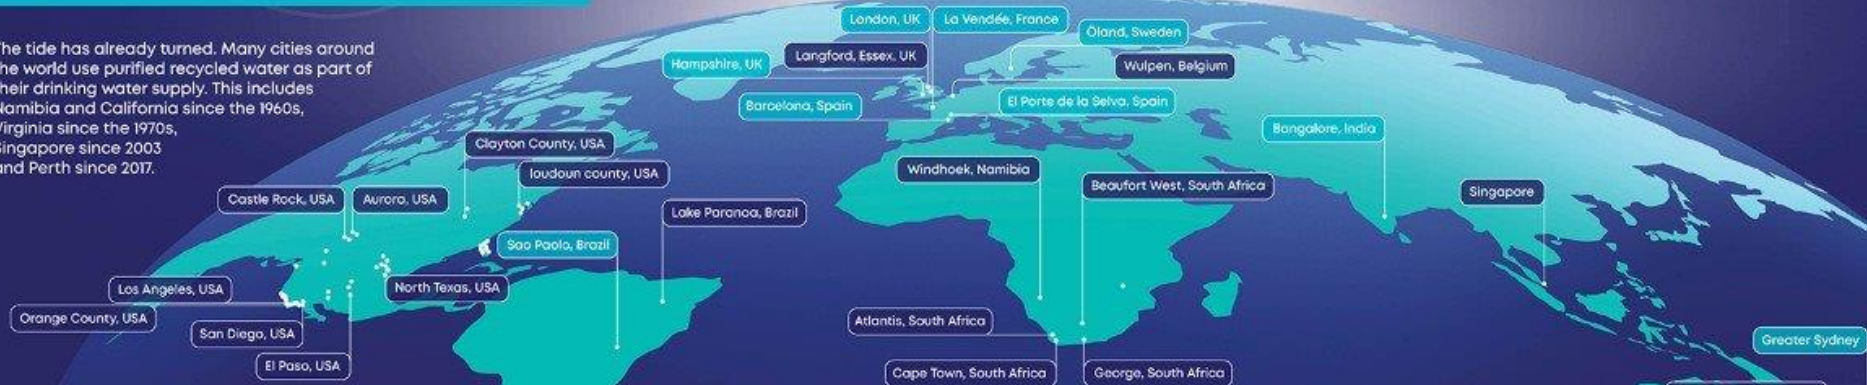 he tide has already turned. Many cities around
he world use purified recycled water as part of
heir drinking water supply. This includes
Namibia and California since the 1960s,
Virginia since the 1970s,
Singapore since 2003
and Perth since 2017.
London, UK
La Vendée, France
Öland, Sweden
Langford, Essex, UK
Hampshire, UK
Wulpen, Belgium
Barcelona, Spain
El Porte de la Selva, Spain
Bangalore, India
Clayton County, USA
loudoun county, USA
Windhoek, Namibia
Beaufort West, South Africa
Singapore
Castle Rock, USA
Aurora, USA
Lake Paranoa, Brazil
Sao Paolo, Brazil
Los Angeles, USA
North Texas, USA
Orange County, USA
San Diego, USA
Atlantis, South Africa
Greater Sydney
El Paso, USA
Cape Town, South Africa
George, South Africa